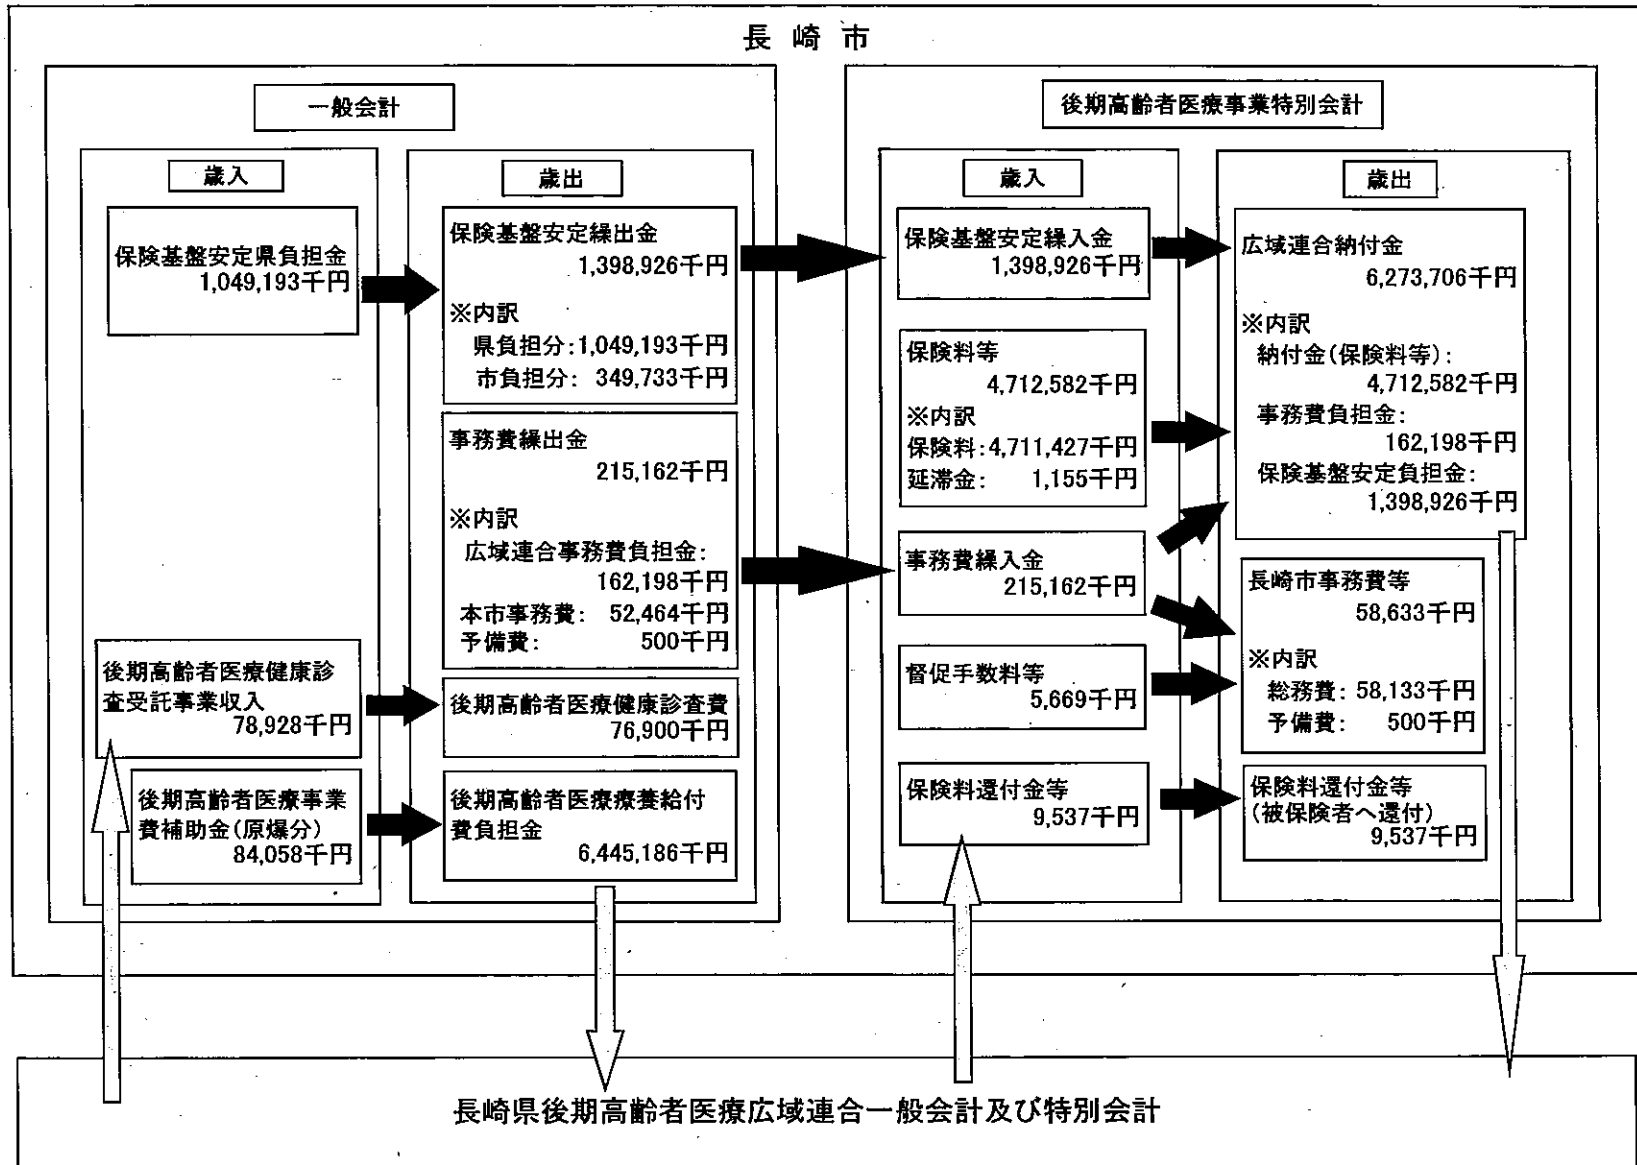 長崎市
一般会計
歳入
保険基盤安定県負担金
1,049,193千円
後期高齢者医療健康診
査受託事業収入
78,928千円
後期高齢者医療事業
費補助金(原爆分)
84,058千円
歳出
保険基盤安定繰出金
1,398,926千円
※内訳
県負担分:1,049,193千円
市負担分: 349,733千円
事務費繰出金
215,162千円
※内訳
広域連合事務費負担金:
162,198千円
本市事務費: 52,464千円
予備費: 500千円
後期高齢者医療健康診査費
76,900千円
後期高齢者医療療養給付
費負担金
6,445,186千円
後期高齢者医療事業特別会計
歳入
保険基盤安定繰入金
1,398,926千円
保険料等
4,712,582千円
※内訳
保険料:4,711,427千円
延滞金: 1,155千円
事務費繰入金
215,162千円
督促手数料等
5,669千円
保険料還付金等
9,537千円
歳出
広域連合納付金
6,273,706千円
※内訳
納付金(保険料等):
4,712,582千円
事務費負担金:
162,198千円
保険基盤安定負担金:
1,398,926千円
長崎市事務費等
58,633千円
※内訳
総務費: 58,133千円
予備費: 500千円
保険料還付金等
(被保険者へ還付)
9,537千円
長崎県後期高齢者医療広域連合一般会計及び特別会計